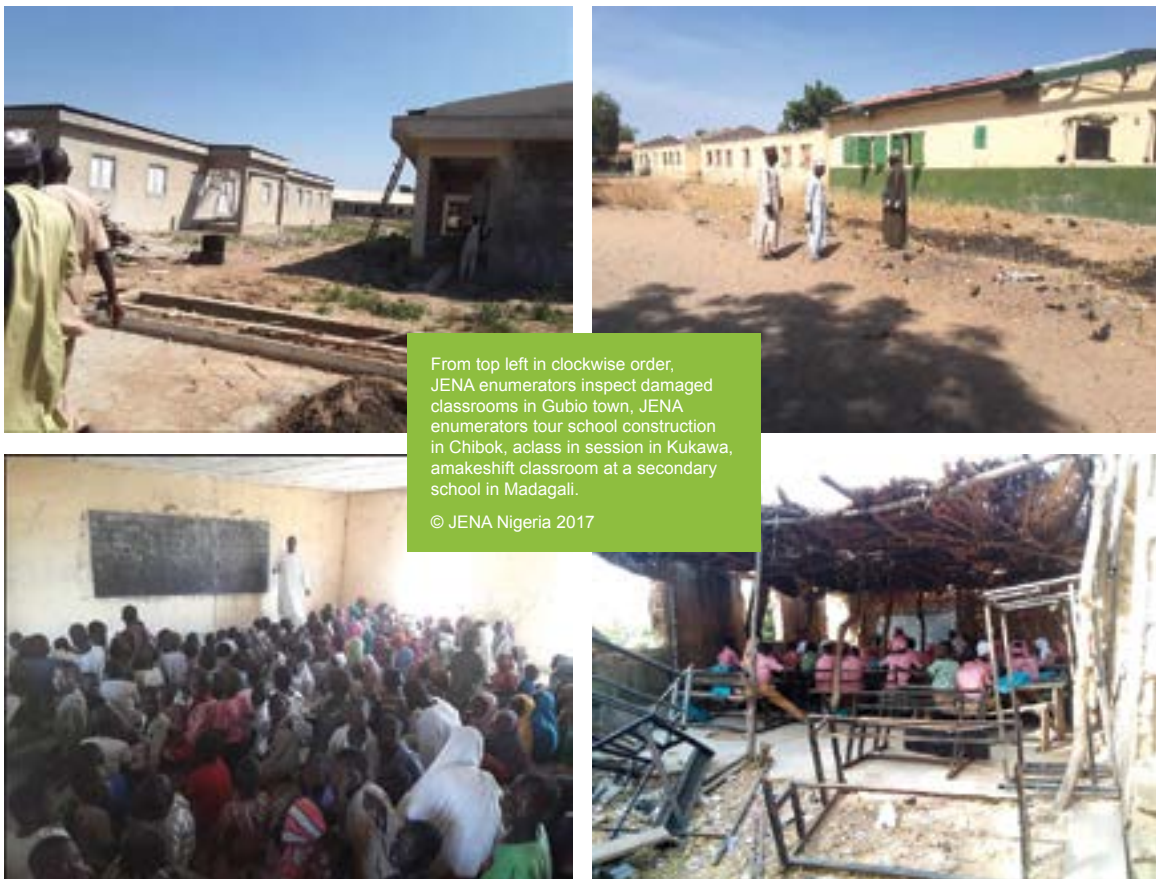 From top left in clockwise order,
JENA enumerators inspect damaged
classrooms in Gubio town, JENA
enumerators tour school construction
in Chibok, aclass in session in Kukawa,
amakeshift classroom at a secondary
school in Madagali.
© JENA Nigeria 2017